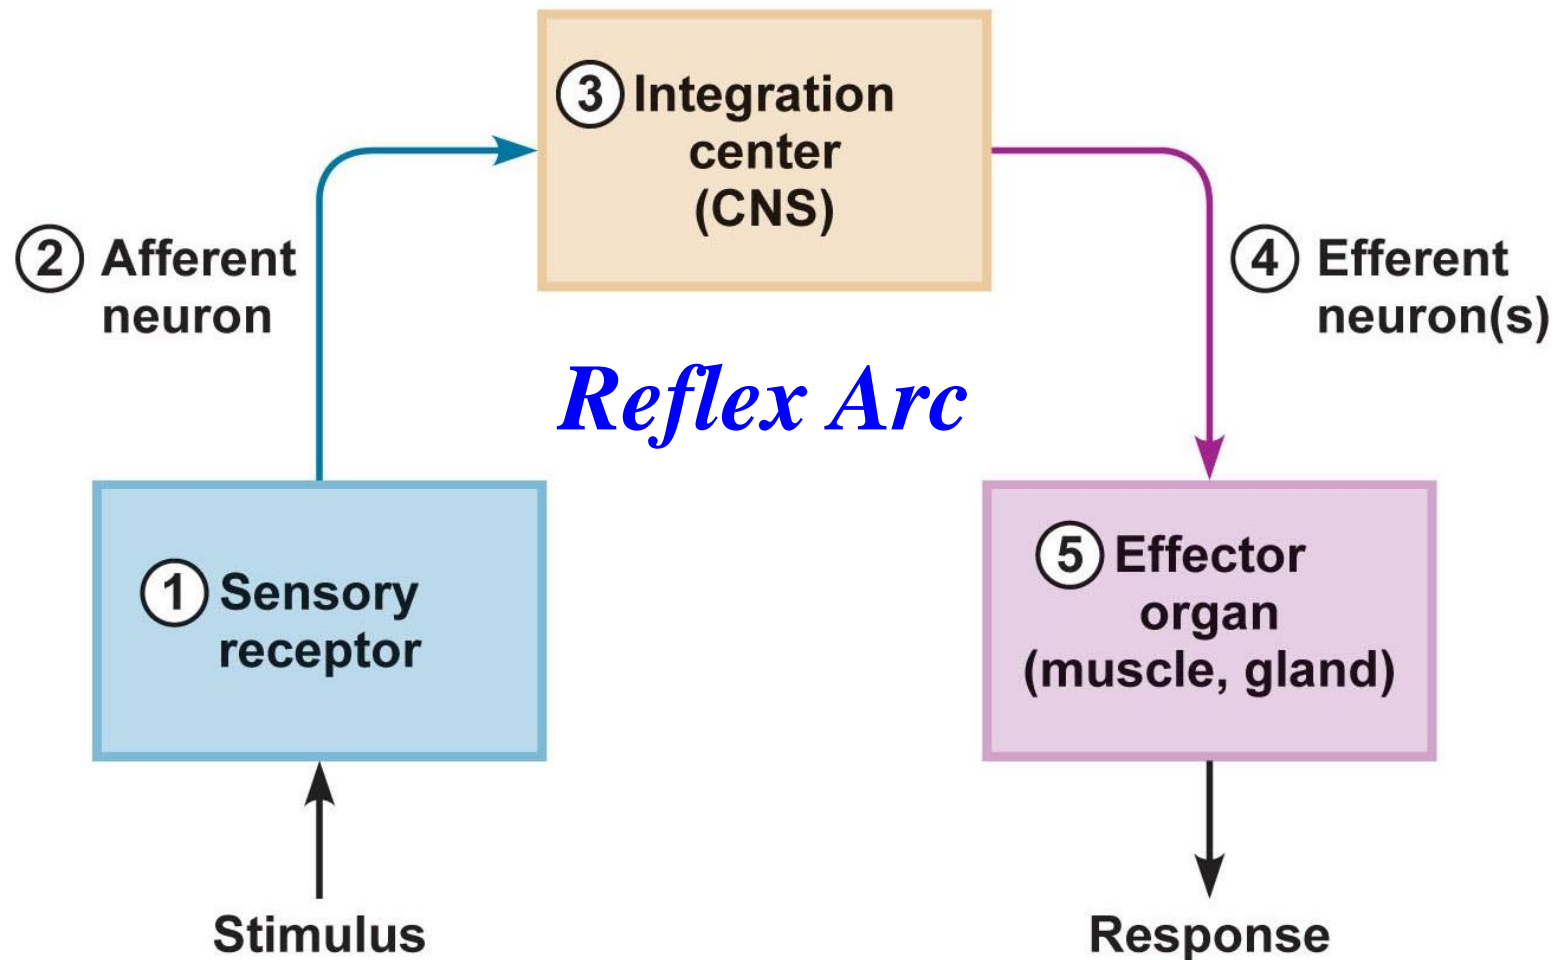 ③ Integration
center
(CNS)
② Afferent
neuron
④ Efferent
neuron(s)
Reflex Arc
① Sensory
receptor
⑤ Effector
organ
(muscle, gland)
Stimulus
Response